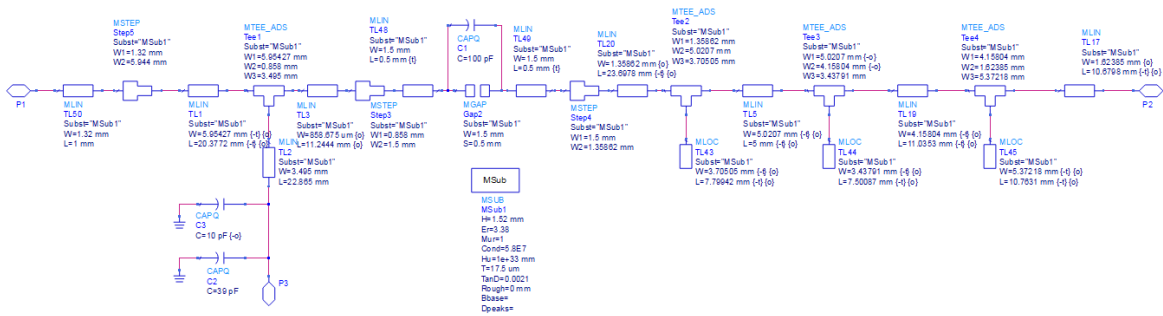 MSTEP
Step5
Subst="MSub1"
W1=1.32 mm
W2=5.944 mm
MTEE_ADS
Tee1
Subst="MSub1"
W1=5.95427 mm
W2=0.858 mm
W3=3.495 mm
MLIN
TL48
Subst="MSub1"
W=1.5 mm
L=0.5 mm {t}
CAPQ
C1
C=100 pF
MLIN
TL49
Subst="MSub1"
W=1.5 mm
L=0.5 mm {t}
MLIN
TL20
Subst="MSub1"
W=1.35862 mm {o}
L=23.6978 mm {-t} {o}
MTEE_ADS
Tee2
Subst="MSub1"
W1=1.35862 mm
W2=5.0207 mm
W3=3.70505 mm
MTEE_ADS
Tee3
Subst="MSub1"
W1=5.0207 mm {-o}
W2=4.15804 mm {-o}
W3=3.43791 mm
MTEE_ADS
Tee4
Subst="MSub1"
W1=4.15804 mm
W2=1.62385 mm
W3=5.37218 mm
MLIN
TL17
Subst="MSub1"
W=1.62385 mm {o}
L=10.6798 mm {-t} {o}
P1
MLIN
TL50
Subst="MSub1"
W=1.32 mm
L=1 mm
MLIN
TL1
Subst="MSub1"
W=5.95427 mm {-t} {o}
L=20.3772 mm {-t} {o}
MLIN
TL3
Subst="MSub1"
W=858.675 um {o}
L=11.2444 mm {-t} {o}
MSTEP
Step3
Subst="MSub1"
W1=0.858 mm
W2=1.5 mm
MGAP
Gap2
Subst="MSub1"
W=1.5 mm
S=0.5 mm
MSTEP
Step4
Subst="MSub1"
W1=1.5 mm
W2=1.35862 mm
MLIN
TL5
Subst="MSub1"
W=5.0207 mm {-t} {o}
L=5 mm {-t} {o}
MLIN
TL19
Subst="MSub1"
W=4.15804 mm {-t} {o}
L=11.0353 mm {-t} {o}
P2
MLIN
TL2
Subst="MSub1"
W=3.495 mm
L=22.865 mm
MLOC
TL43
Subst="MSub1"
W=3.70505 mm {-t} {o}
L=7.79942 mm {-t} {o}
MLOC
TL44
Subst="MSub1"
W=3.43791 mm {-t} {o}
L=7.50087 mm {-t} {o}
MLOC
TL45
Subst="MSub1"
W=5.37218 mm {-t} {o}
L=10.7631 mm {-t} {o}
CAPQ
C3
C=10 pF {-o}
CAPQ
C2
C=39 pF
P3
MSub
MSUB
MSub1
H=1.52 mm
Er=3.38
Mur=1
Cond=5.8E7
Hu=1e+33 mm
T=17.5 um
TanD=0.0021
Rough=0 mm
Bbase=
Dpeaks=